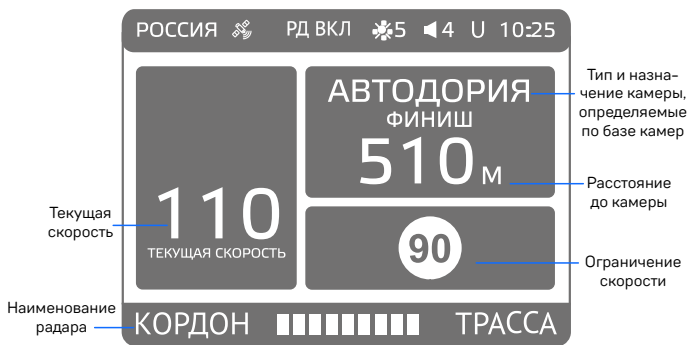 РОССИЯ РД ВКЛ 5 4 U 10:25
АВТОДОРИЯ
ФИНИШ
510 М
110
ТЕКУЩАЯ СКОРОСТЬ
90
КОРДОН ТРАССА
Тип и назна-
чение камеры,
определяемые
по базе камер
Расстояние
до камеры
Ограничение
скорости
Текущая
скорость
Наименование
радара